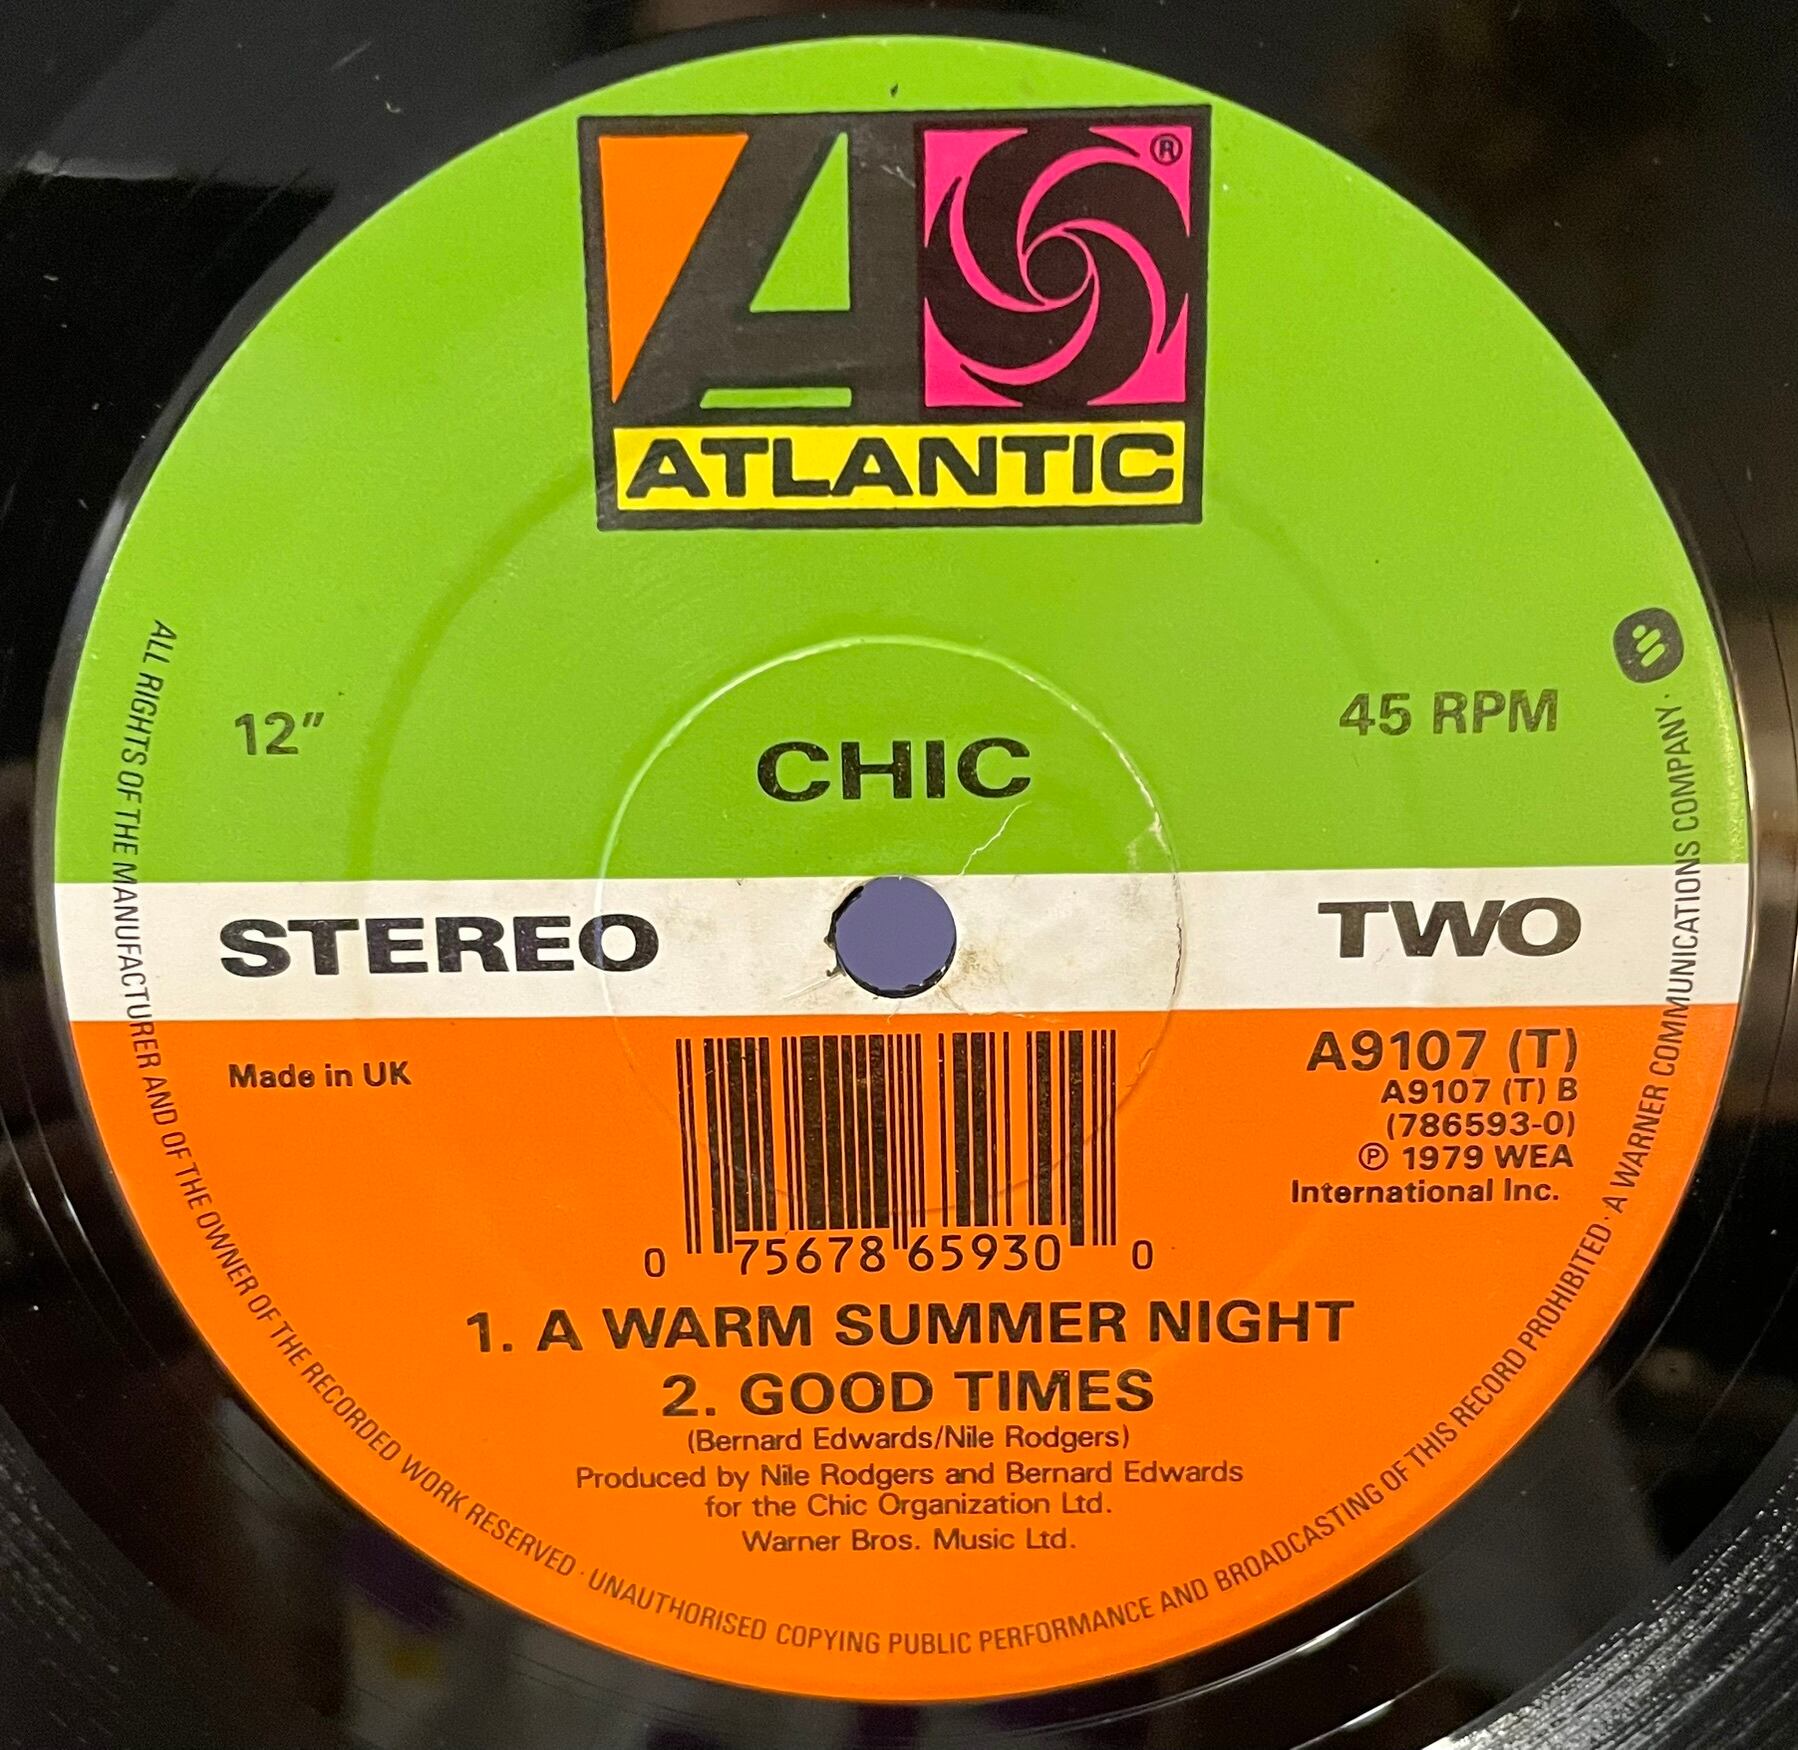 A
®
ATLANTIC
12"
45 RPM
CHIC
STEREO
TWO
Made in UK
A9107 (T)
A9107 (T) B
(786593-0)
℗ 1979 WEA
International Inc.
0 75678 65930 0
1. A WARM SUMMER NIGHT
2. GOOD TIMES
(Bernard Edwards/Nile Rodgers)
Produced by Nile Rodgers and Bernard Edwards
for the Chic Organization Ltd.
Warner Bros. Music Ltd.
ALL RIGHTS OF THE MANUFACTURER AND OF THE OWNER OF THE RECORDED WORK RESERVED · UNAUTHORISED COPYING PUBLIC PERFORMANCE AND BROADCASTING OF THIS RECORD PROHIBITED · A WARNER COMMUNICATIONS COMPANY ·